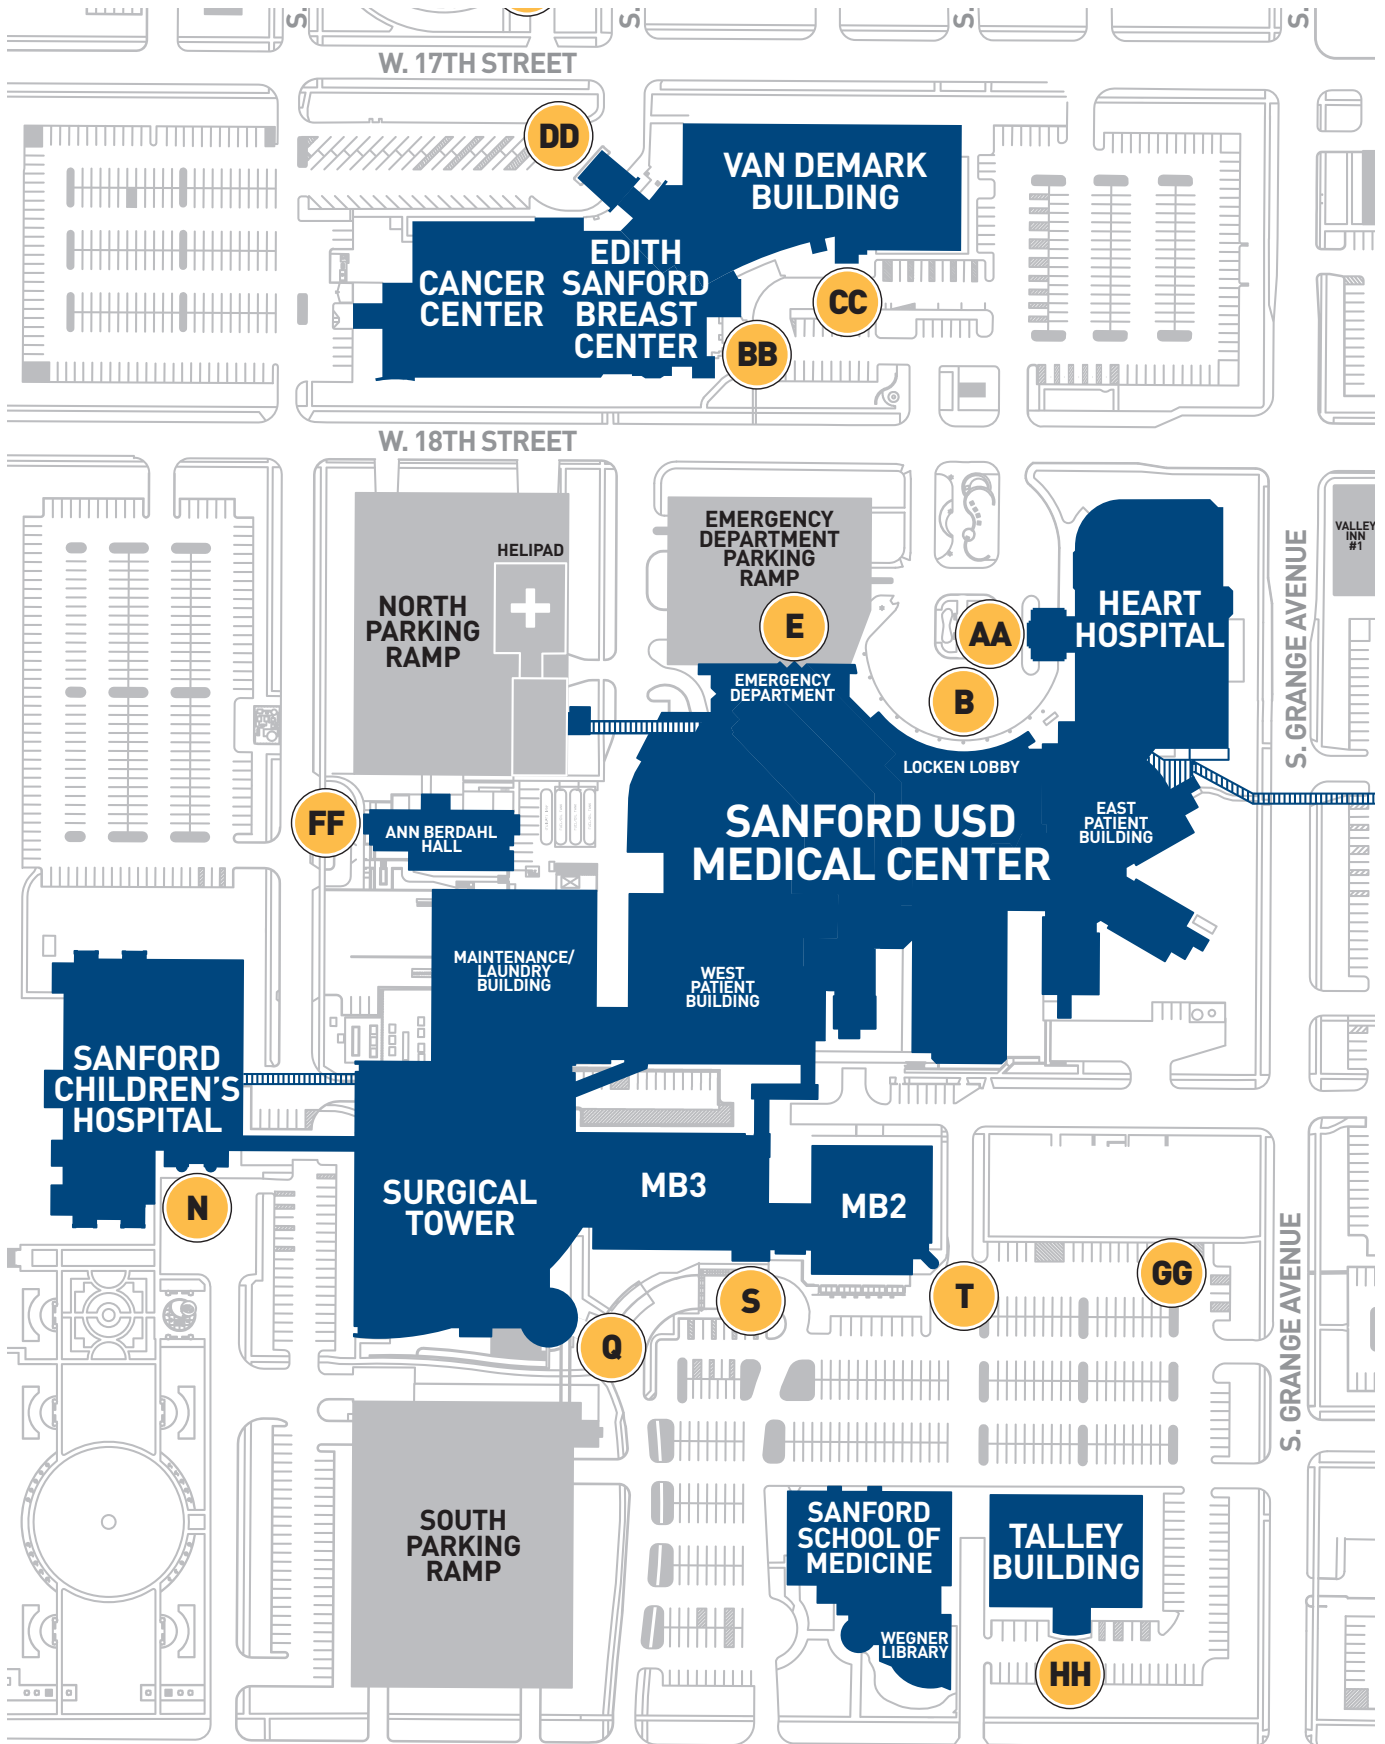 S.
S.
S.
S.
W. 17TH STREET
DD
VAN DEMARK
BUILDING
EDITH
SANFORD
BREAST
CENTER
CANCER
CENTER
CC
BB
W. 18TH STREET
HELIPAD
NORTH
PARKING
RAMP
EMERGENCY
DEPARTMENT
PARKING
RAMP
E
AA
B
HEART
HOSPITAL
S. GRANGE AVENUE
VALLEY
INN
#1
EMERGENCY
DEPARTMENT
LOCKEN LOBBY
FF
ANN BERDAHL
HALL
SANFORD USD
MEDICAL CENTER
EAST
PATIENT
BUILDING
MAINTENANCE/
LAUNDRY
BUILDING
WEST
PATIENT
BUILDING
SANFORD
CHILDREN'S
HOSPITAL
N
SURGICAL
TOWER
MB3
MB2
Q
S
T
GG
S. GRANGE AVENUE
SOUTH
PARKING
RAMP
SANFORD
SCHOOL OF
MEDICINE
WEGNER
LIBRARY
TALLEY
BUILDING
HH